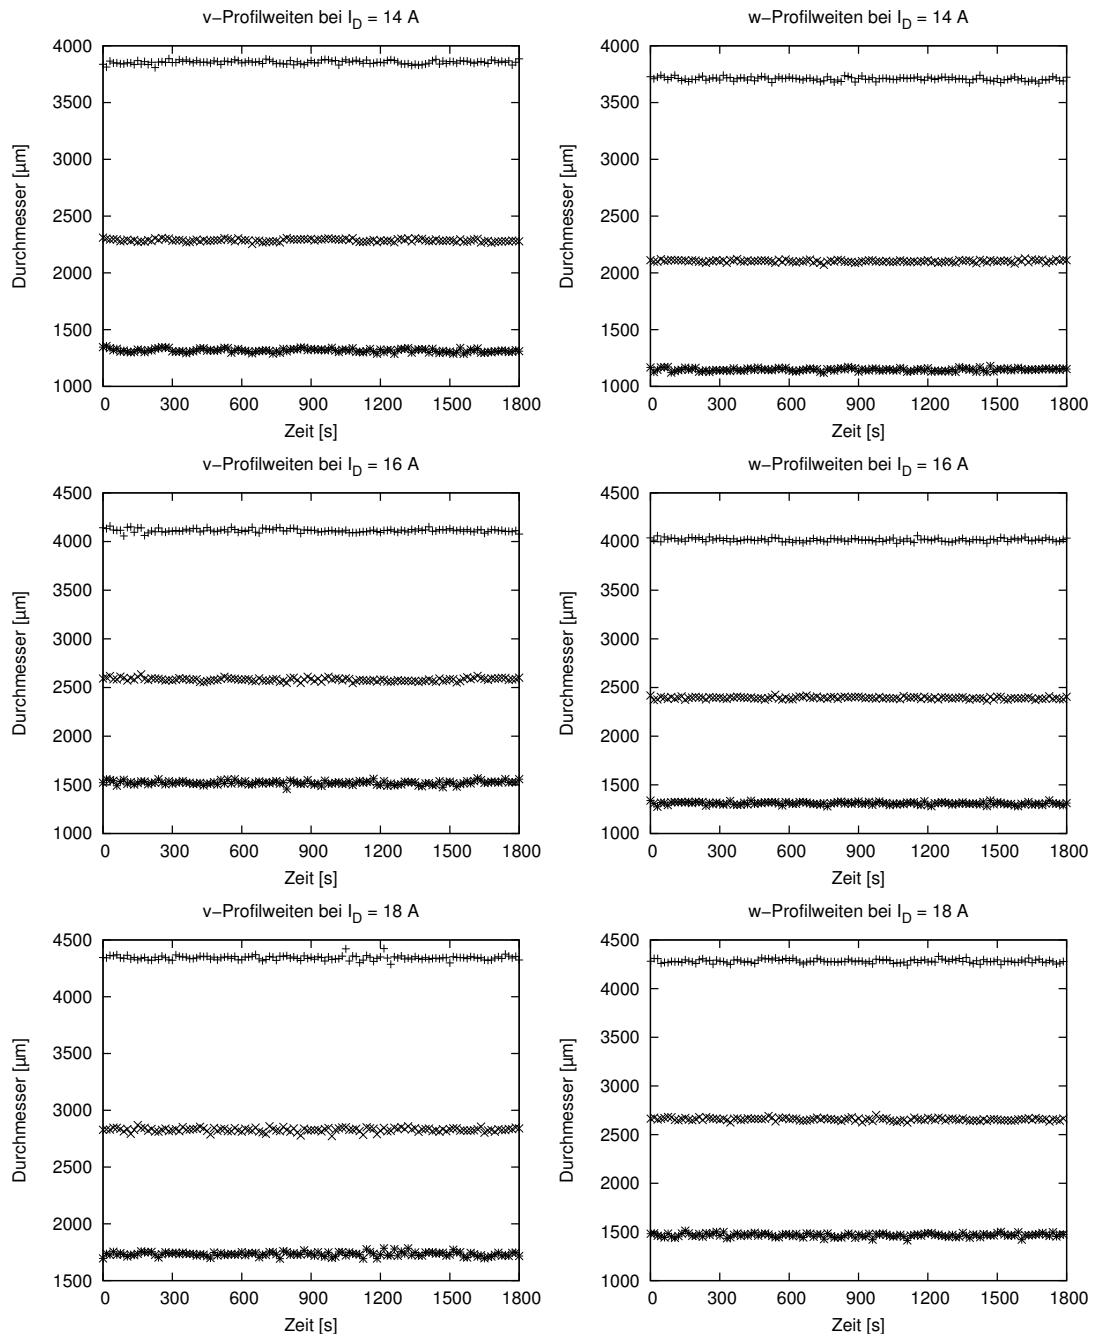 v−Profilweiten bei I_D = 14 A
4000
3500
3000
2500
2000
1500
1000
Durchmesser [µm]
0 300 600 900 1200 1500 1800
Zeit [s]
w−Profilweiten bei I_D = 14 A
4000
3500
3000
2500
2000
1500
1000
Durchmesser [µm]
0 300 600 900 1200 1500 1800
Zeit [s]
v−Profilweiten bei I_D = 16 A
4500
4000
3500
3000
2500
2000
1500
1000
Durchmesser [µm]
0 300 600 900 1200 1500 1800
Zeit [s]
w−Profilweiten bei I_D = 16 A
4500
4000
3500
3000
2500
2000
1500
1000
Durchmesser [µm]
0 300 600 900 1200 1500 1800
Zeit [s]
v−Profilweiten bei I_D = 18 A
4500
4000
3500
3000
2500
2000
1500
Durchmesser [µm]
0 300 600 900 1200 1500 1800
Zeit [s]
w−Profilweiten bei I_D = 18 A
4500
4000
3500
3000
2500
2000
1500
1000
Durchmesser [µm]
0 300 600 900 1200 1500 1800
Zeit [s]